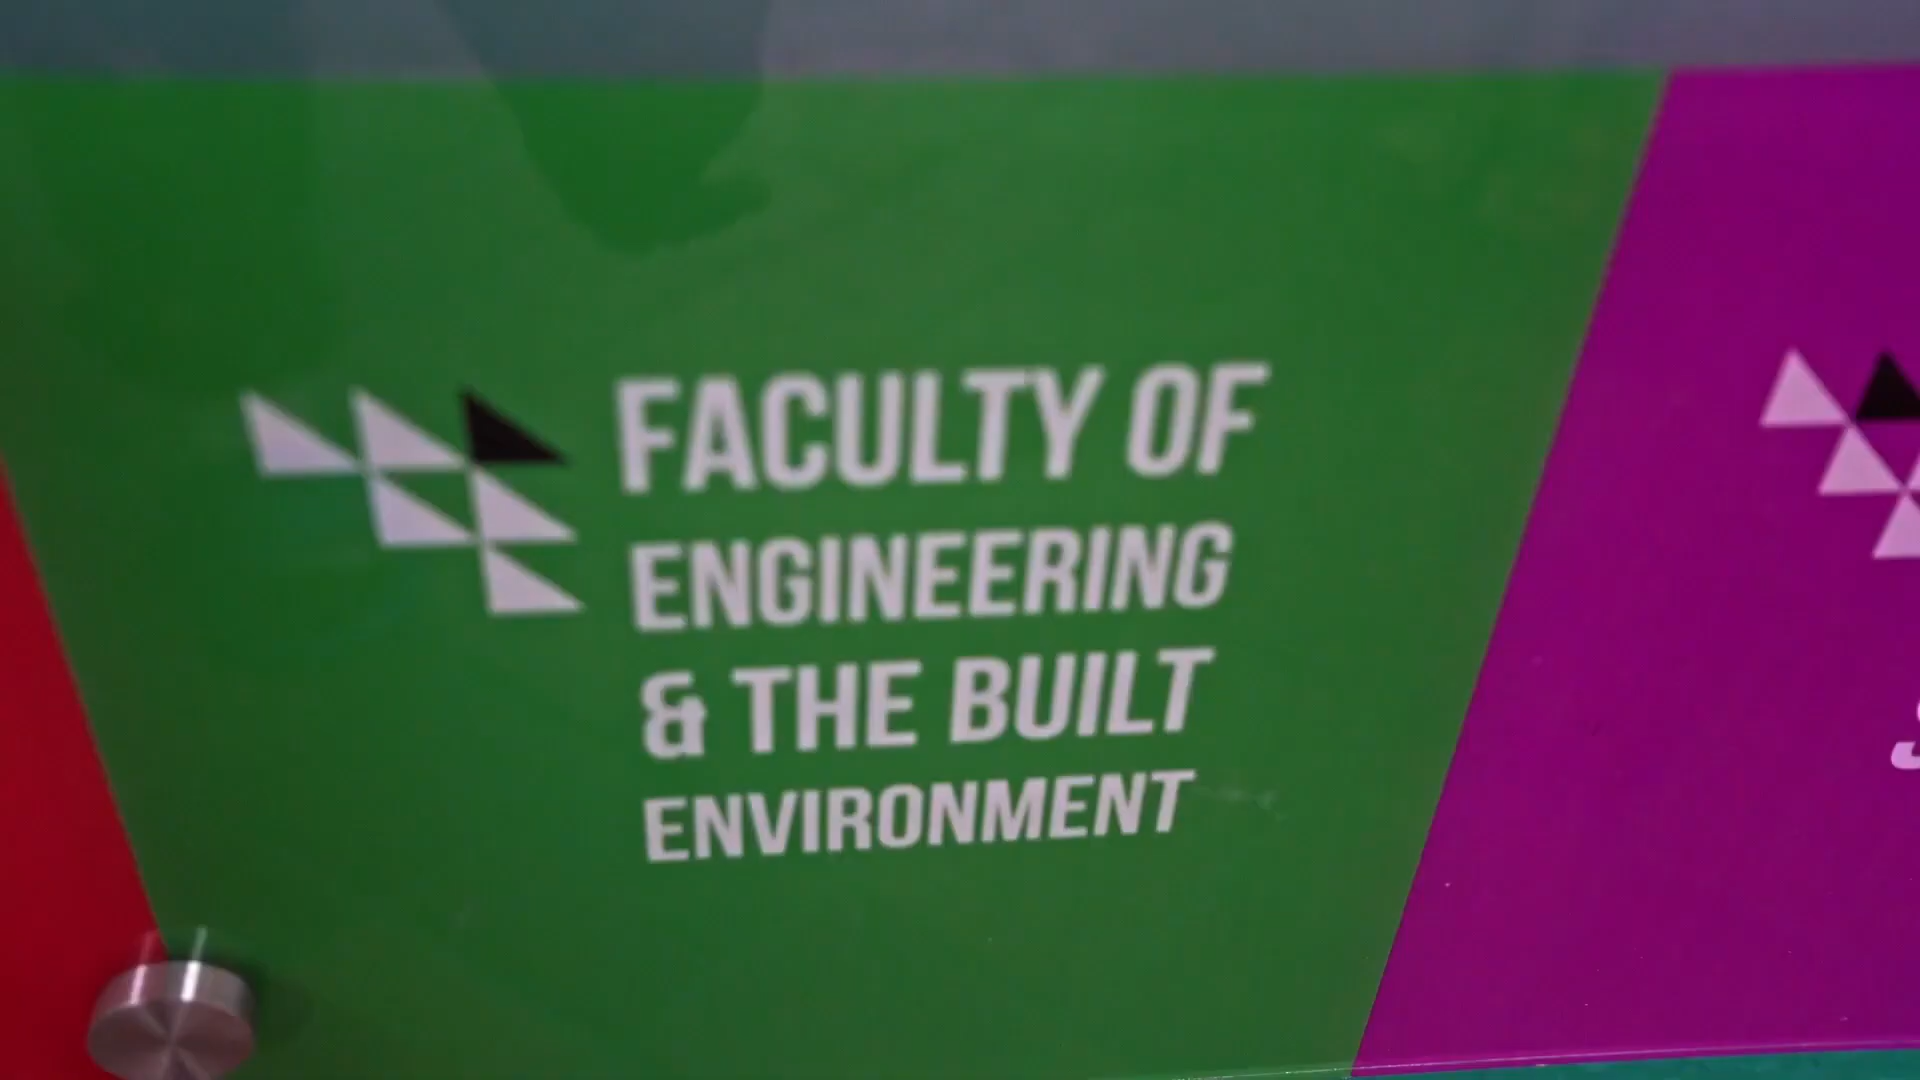 FACULTY OF
ENGINEERING
& THE BUILT
ENVIRONMENT